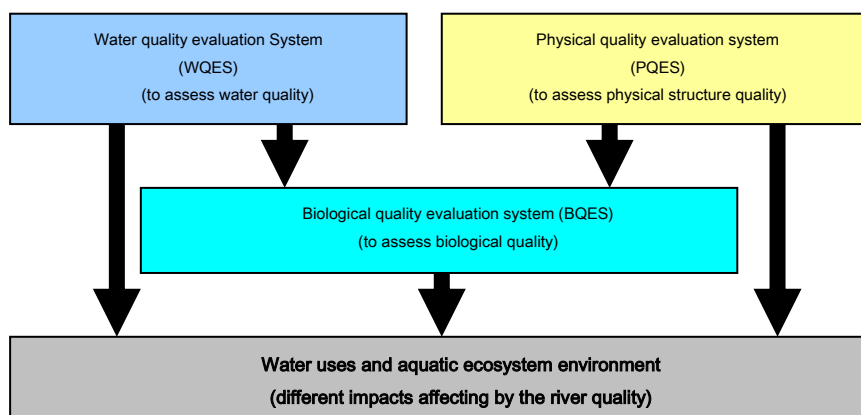 Water quality evaluation System
(WQES)
(to assess water quality)
Physical quality evaluation system
(PQES)
(to assess physical structure quality)
Biological quality evaluation system (BQES)
(to assess biological quality)
Water uses and aquatic ecosystem environment
(different impacts affecting by the river quality)